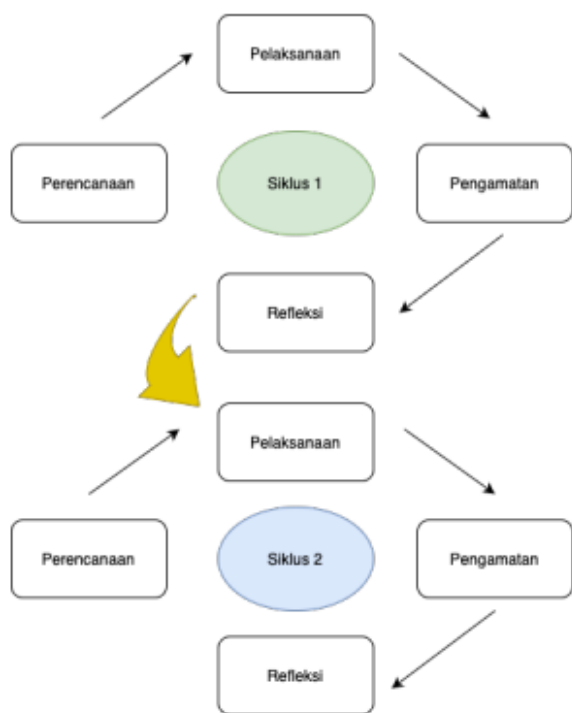 Pelaksanaan
Perencanaan
Siklus 1
Pengamatan
Refleksi
Pelaksanaan
Perencanaan
Siklus 2
Pengamatan
Refleksi